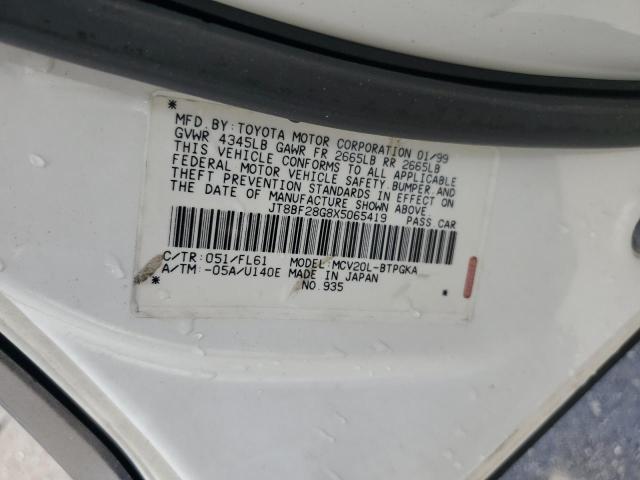 MFD. BY: TOYOTA MOTOR CORPORATION 01/99
GVWR 4345LB GAWR FR 2665LB RR 2665LB
THIS VEHICLE CONFORMS TO ALL APPLICABLE
FEDERAL MOTOR VEHICLE SAFETY, BUMPER, AND
THEFT PREVENTION STANDARDS IN EFFECT ON
THE DATE OF MANUFACTURE SHOWN ABOVE.
JT8BF28G8X5065419 PASS CAR
C/TR: 051/FL61 MODEL: MCV20L-BTPGKA
A/TM: -05A/U140E MADE IN JAPAN
NO. 935